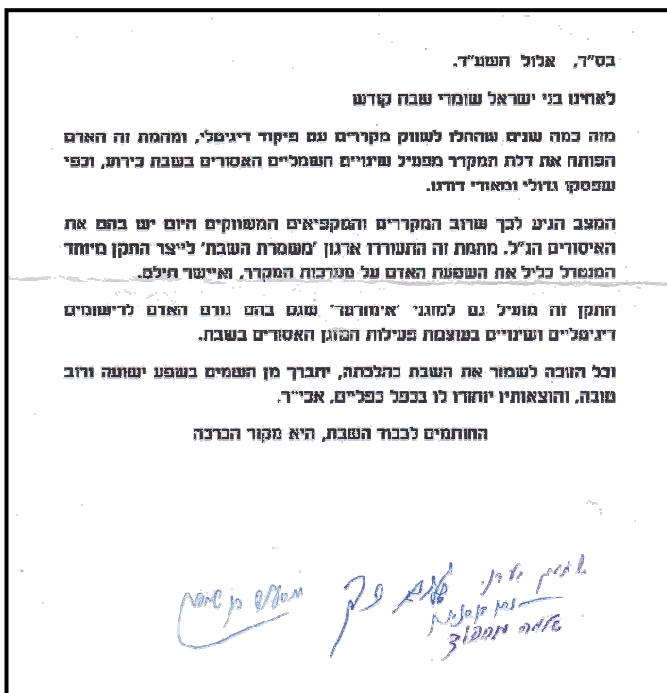 בס"ד, אלול תשע"ד.
לאחינו בני ישראל שומרי שבת קודש
מזה כמה שנים שהחלו לשווק מקררים עם פיקוד דיגיטלי, ומחמת זה האדם
הפותח את דלת המקרר מפעיל שינויים חשמליים האסורים בשבת כידוע, וכפי
שפסקו גדולי ומאורי דורנו.
המצב הגיע לכך שרוב המקררים והמקפיאים המשווקים היום יש בהם את
האיסורים הנ"ל. מחמת זה התעוררו ארגון 'משמרת השבת' לייצר התקן מיוחד
המנטרל כליל את השפעת האדם על מערכות המקרר, ואיישר חילם.
התקן זה מועיל גם למזגני 'אינוורטר' שגם בהם גורם האדם לרישומים
דיגיטליים ושינויים בעוצמת פעילות המזגן האסורים בשבת.
וכל הזוכה לשמור את השבת כהלכתה, יתברך מן השמים בשפע ישועה ורוב
טובה, והוצאותיו יוחזרו לו בכפל כפליים, אכי"ר.
החותמים לכבוד השבת, היא מקור הברכה
שלמה מחפוד